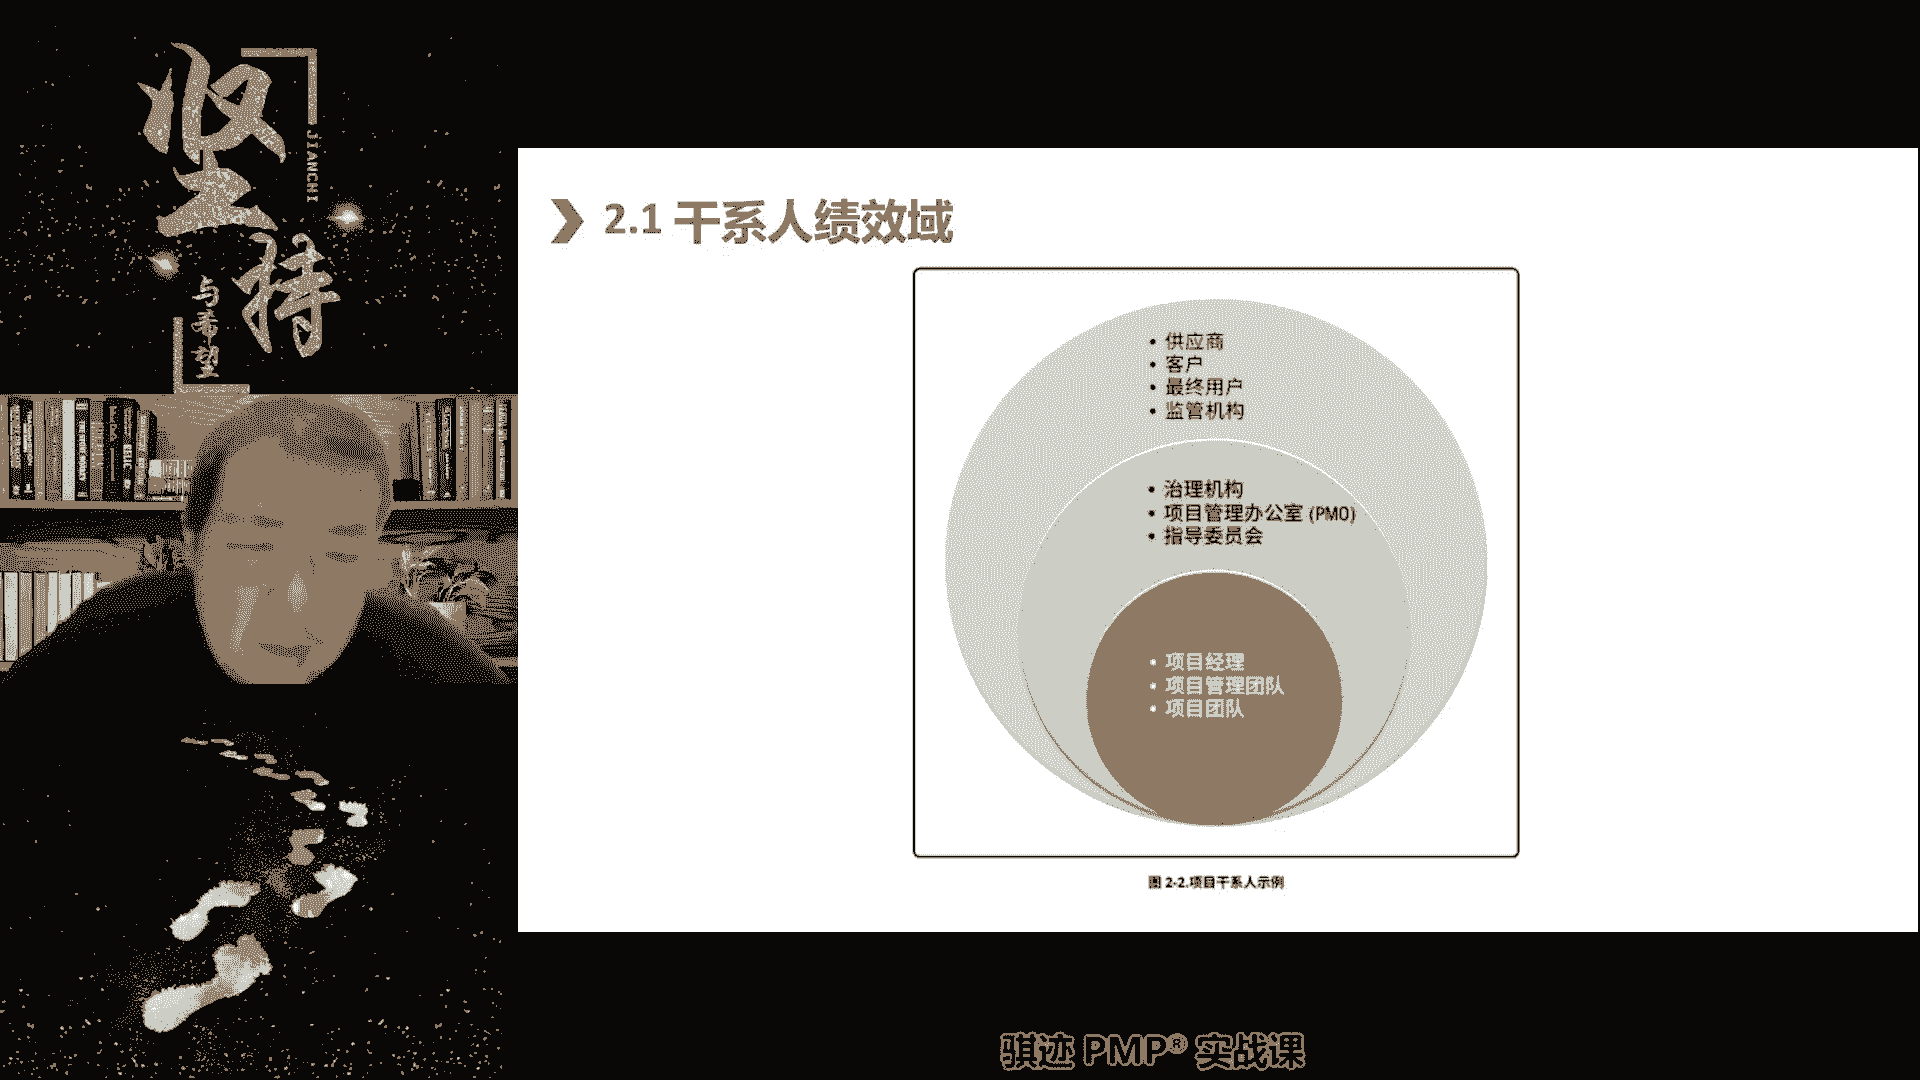 坚持
JIANCHI
与希望
2.1 干系人绩效域
• 供应商
• 客户
• 最终用户
• 监管机构
• 治理机构
• 项目管理办公室 (PMO)
• 指导委员会
• 项目经理
• 项目管理团队
• 项目团队
图 2-2.项目干系人示例
骐迹 PMP® 实战课